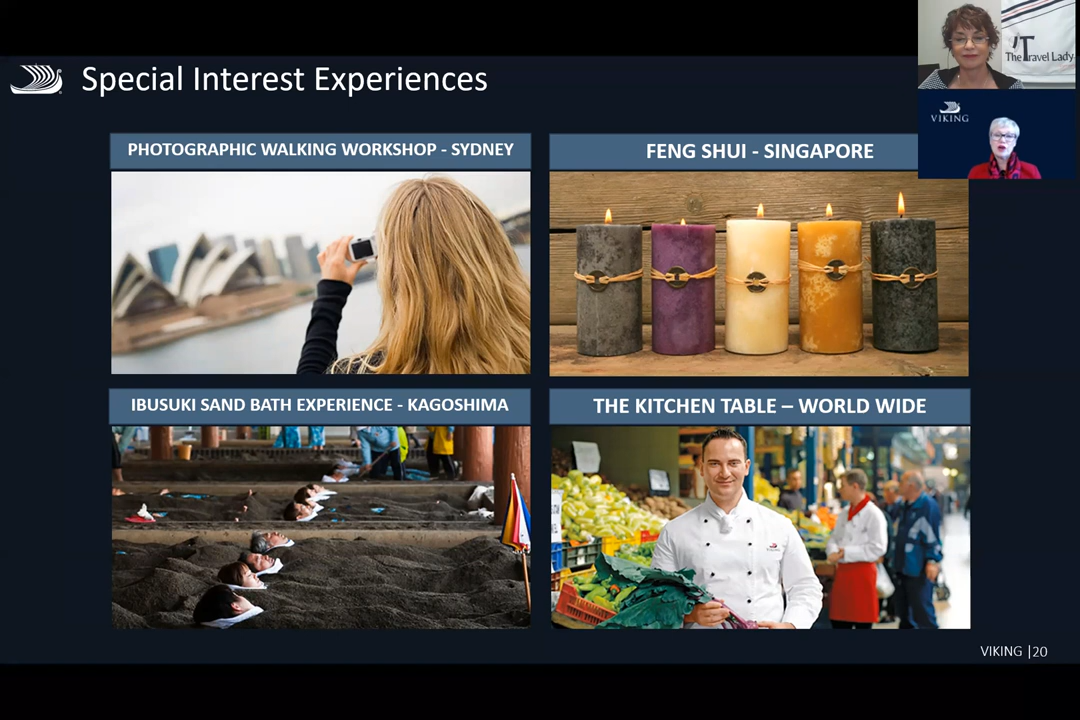 Special Interest Experiences
'T
The Travel Lady
VIKING
PHOTOGRAPHIC WALKING WORKSHOP - SYDNEY
FENG SHUI - SINGAPORE
IBUSUKI SAND BATH EXPERIENCE - KAGOSHIMA
THE KITCHEN TABLE – WORLD WIDE
VIKING
VIKING |20